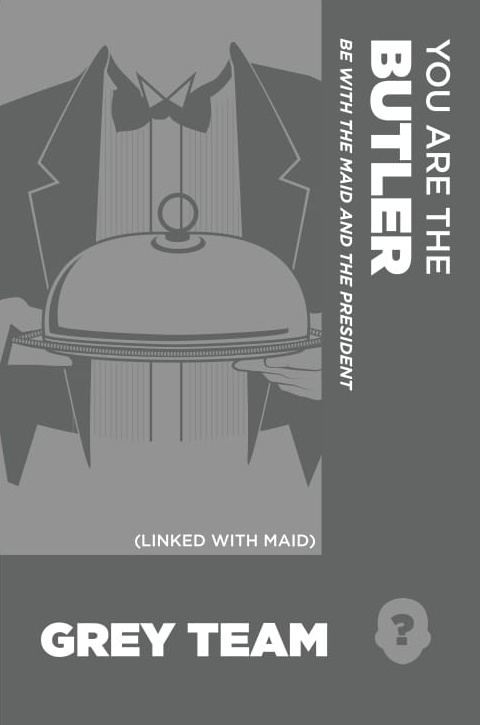 YOU ARE THE
BUTLER
BE WITH THE MAID AND THE PRESIDENT
(LINKED WITH MAID)
GREY TEAM
?